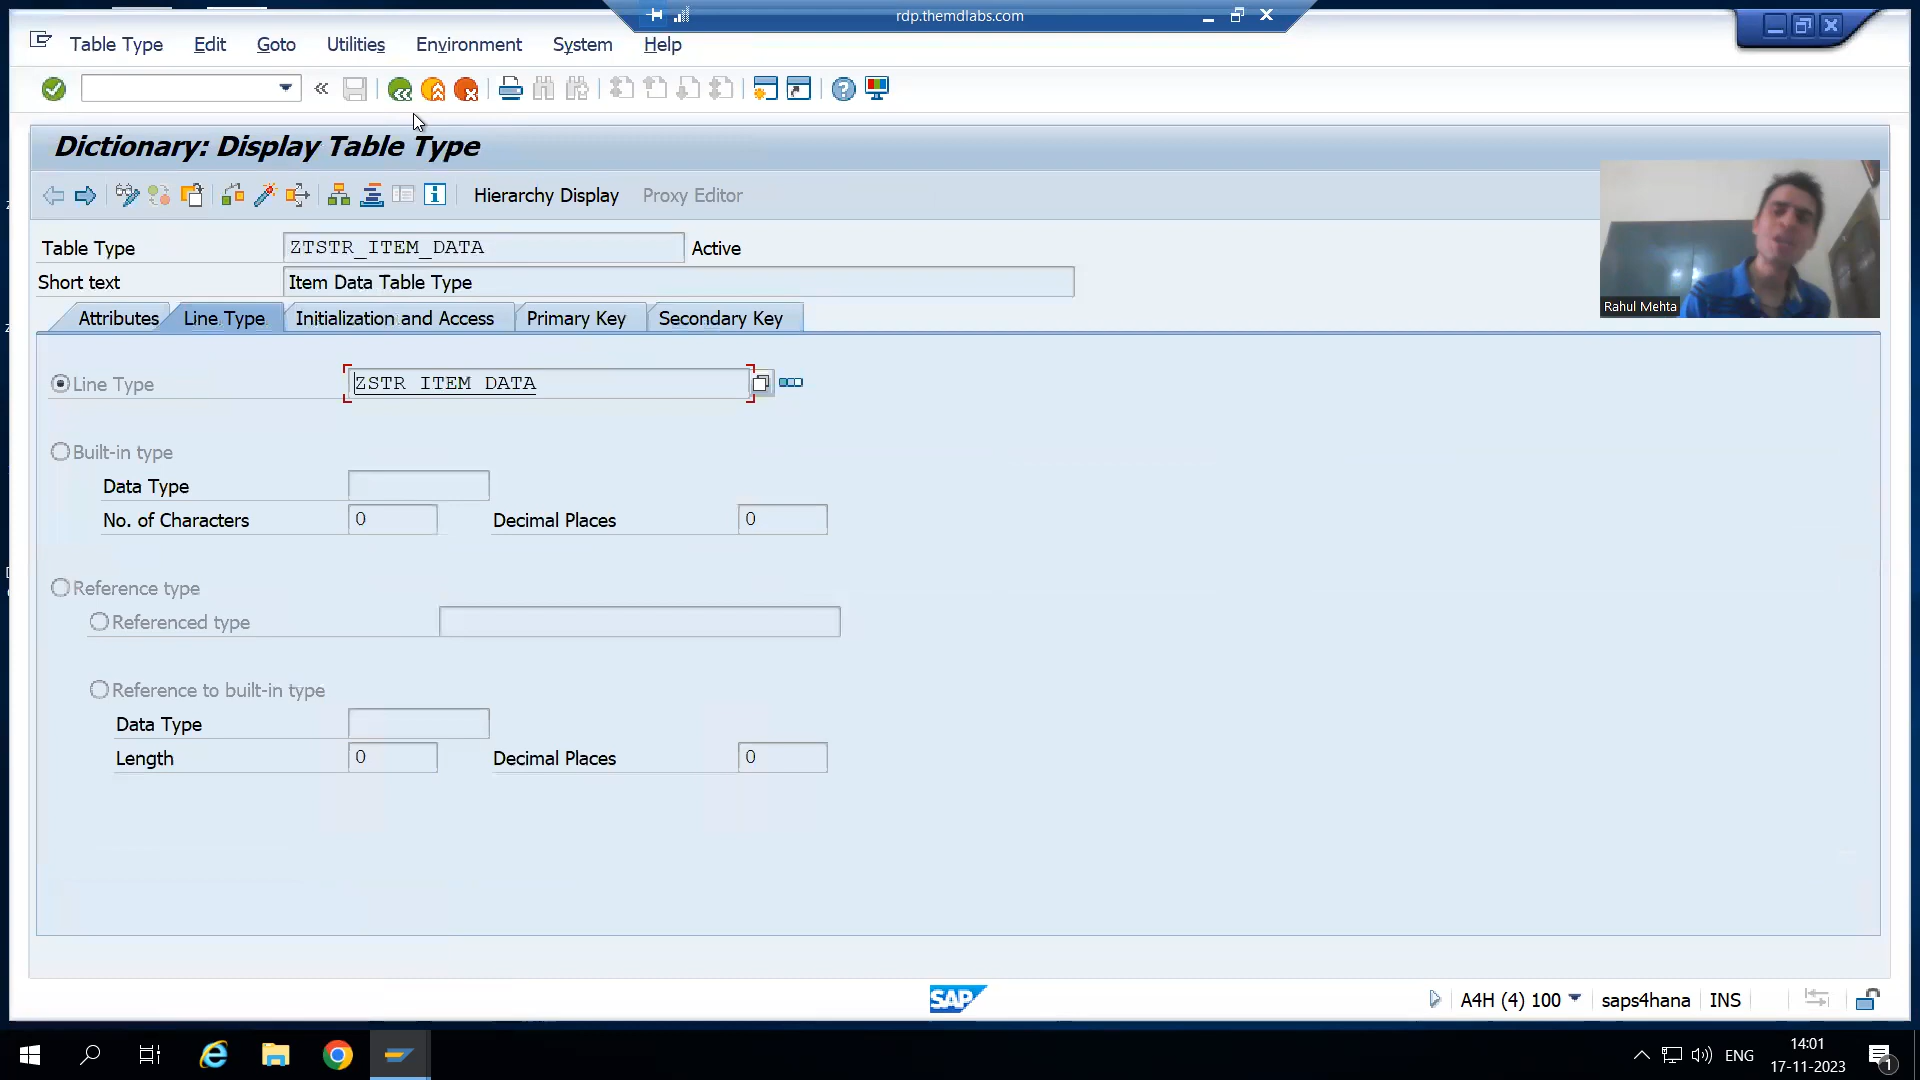 rdp.themdlabs.com
Table Type Edit Goto Utilities Environment System Help
Dictionary: Display Table Type
Hierarchy Display Proxy Editor
Table Type ZTSTR_ITEM_DATA Active
Short text Item Data Table Type
Rahul Mehta
Attributes Line Type Initialization and Access Primary Key Secondary Key
Line Type ZSTR_ITEM_DATA
Built-in type
Data Type
No. of Characters 0 Decimal Places 0
Reference type
Referenced type
Reference to built-in type
Data Type
Length 0 Decimal Places 0
SAP A4H (4) 100 saps4hana INS
ENG 14:01
17-11-2023 1